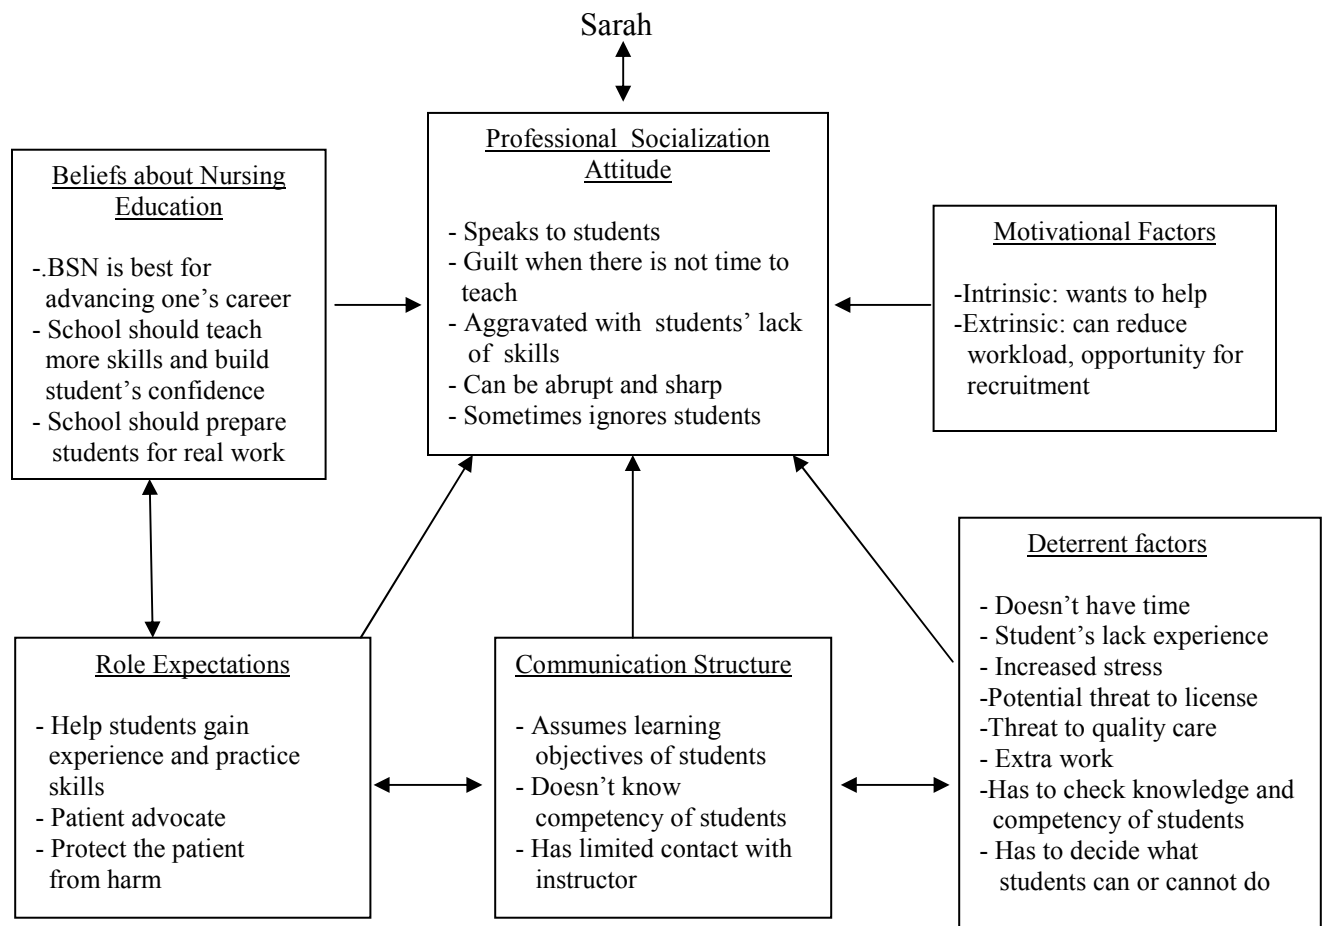 Sarah
Professional Socialization
Attitude
- Speaks to students
- Guilt when there is not time to
teach
- Aggravated with students’ lack
of skills
- Can be abrupt and sharp
- Sometimes ignores students
Beliefs about Nursing
Education
-.BSN is best for
advancing one’s career
- School should teach
more skills and build
student’s confidence
- School should prepare
students for real work
Motivational Factors
-Intrinsic: wants to help
-Extrinsic: can reduce
workload, opportunity for
recruitment
Role Expectations
- Help students gain
experience and practice
skills
- Patient advocate
- Protect the patient
from harm
Communication Structure
- Assumes learning
objectives of students
- Doesn’t know
competency of students
- Has limited contact with
instructor
Deterrent factors
- Doesn’t have time
- Student’s lack experience
- Increased stress
-Potential threat to license
-Threat to quality care
- Extra work
-Has to check knowledge and
competency of students
- Has to decide what
students can or cannot do